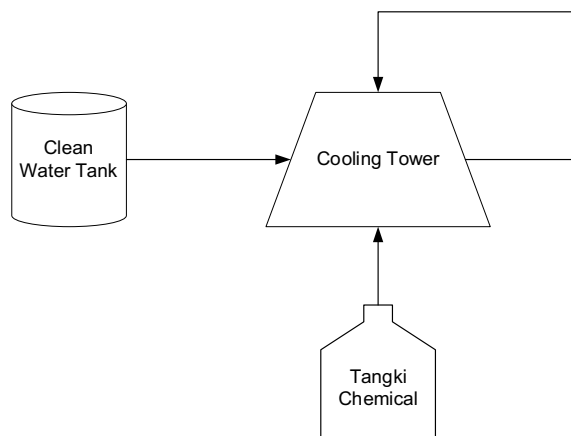 Clean
Water Tank
Cooling Tower
Tangki
Chemical